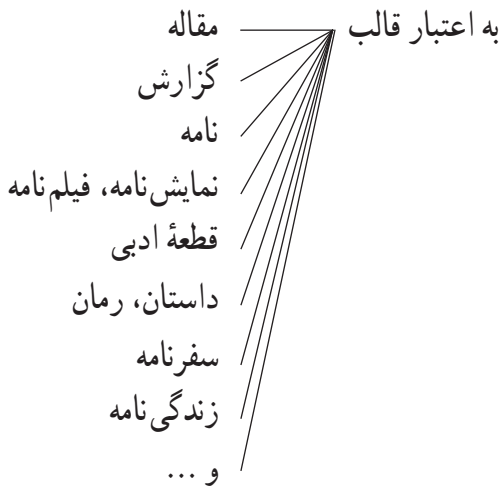 به اعتبار قالب
مقاله
گزارش
نامه
نمایش‌نامه، فیلم‌نامه
قطعهٔ ادبی
داستان، رمان
سفرنامه
زندگی‌نامه
و ...